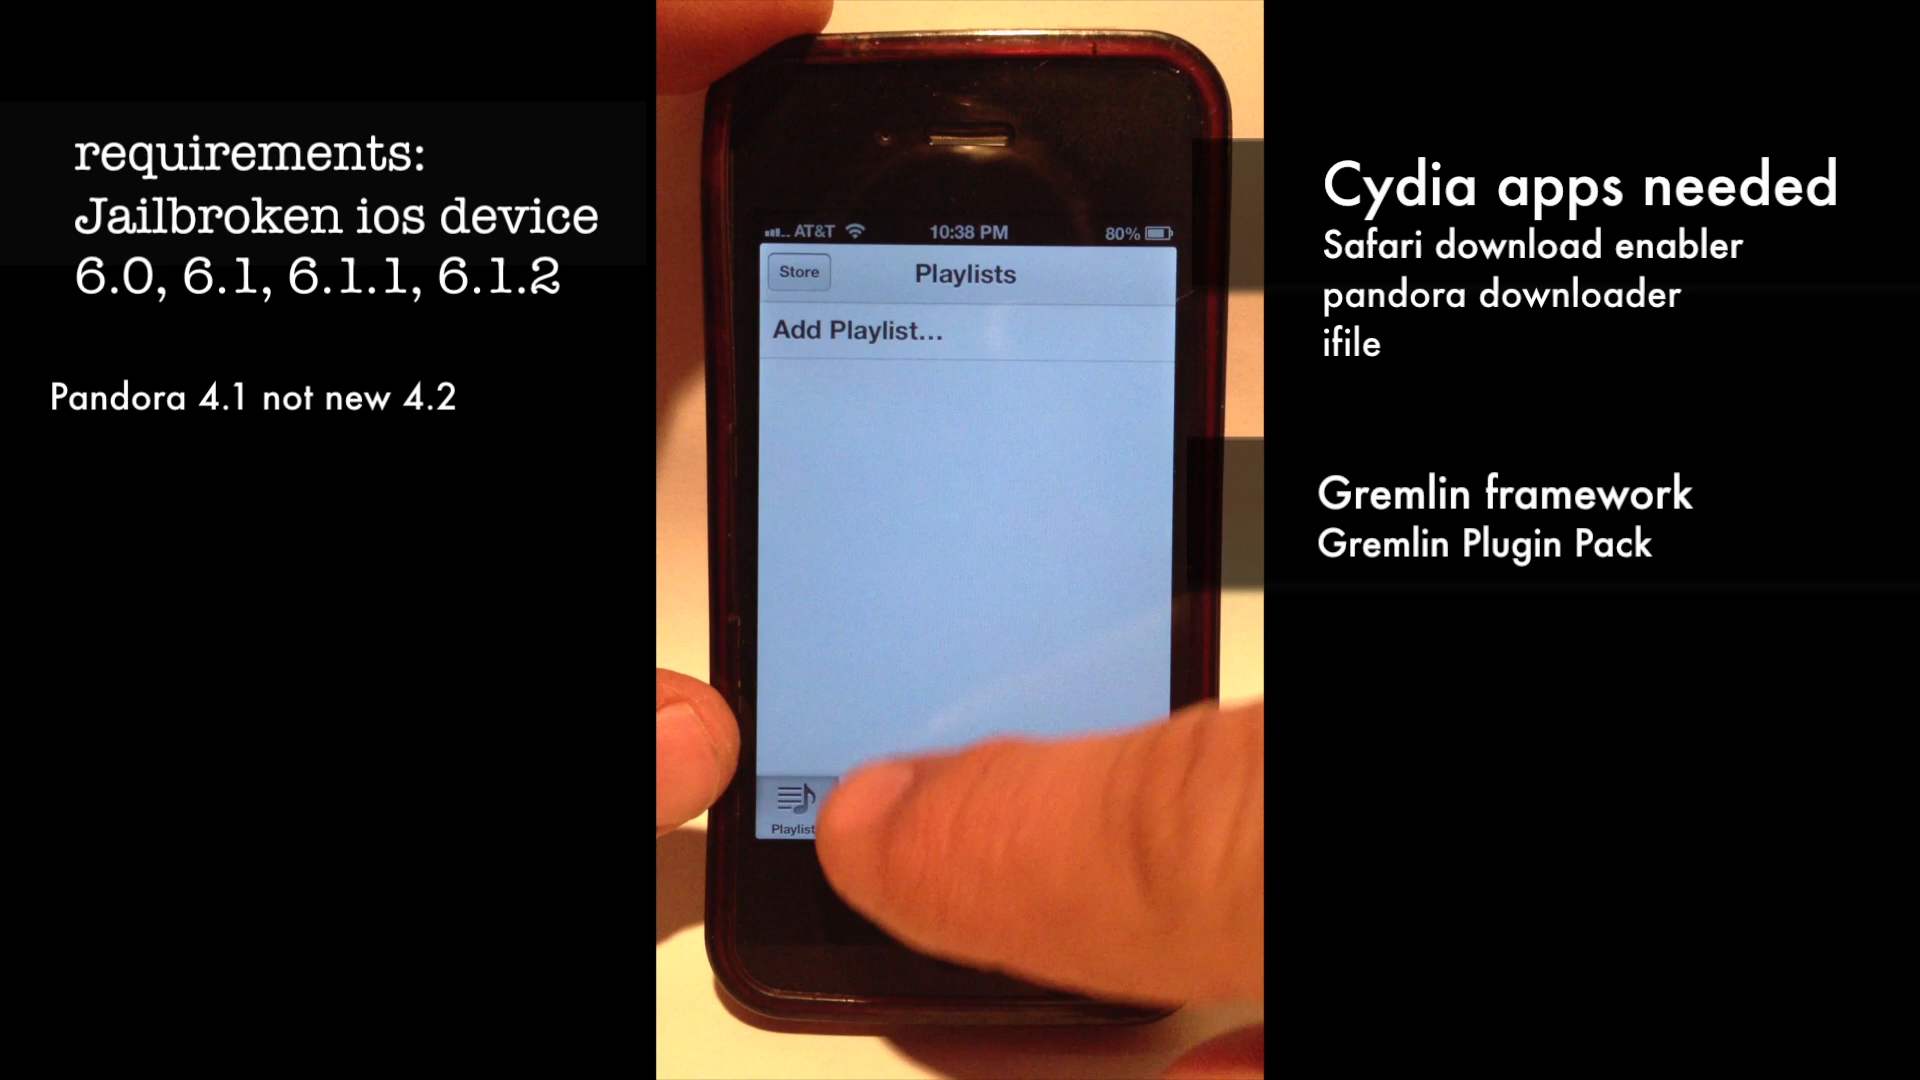 requirements:
Jailbroken ios device
6.0, 6.1, 6.1.1, 6.1.2
Pandora 4.1 not new 4.2
AT&T 10:38 PM 80%
Store Playlists
Add Playlist...
Playlist
Cydia apps needed
Safari download enabler
pandora downloader
ifile
Gremlin framework
Gremlin Plugin Pack